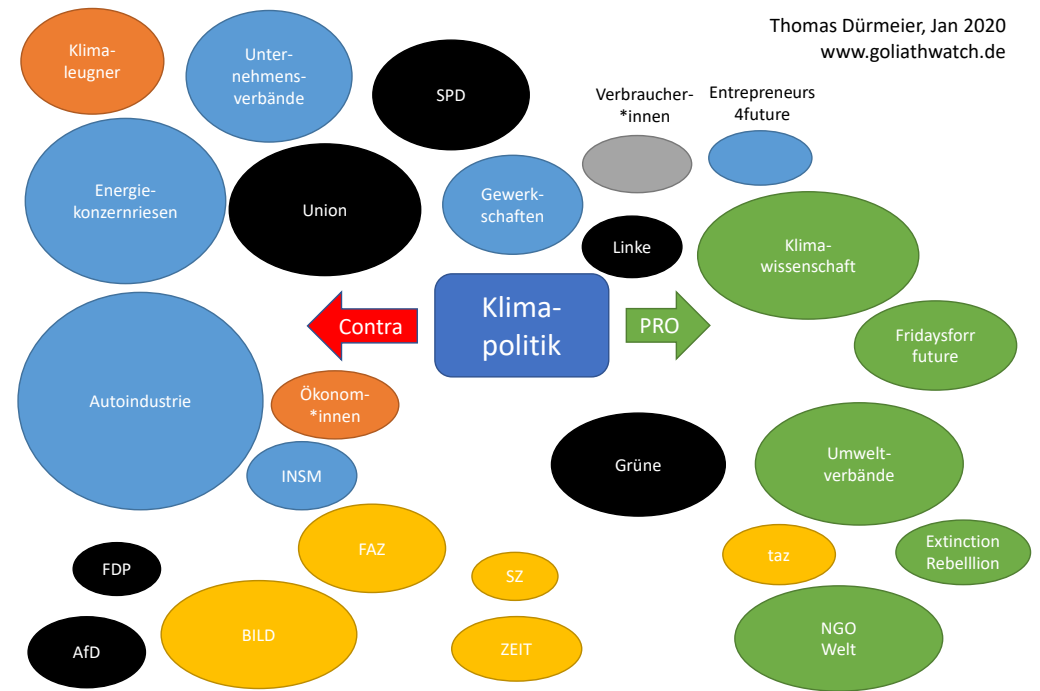 Thomas Dürmeier, Jan 2020
www.goliathwatch.de
Klima-
leugner
Unter-
nehmens-
verbände
SPD
Verbraucher-
*innen
Entrepreneurs
4future
Energie-
konzernriesen
Union
Gewerk-
schaften
Linke
Klima-
wissenschaft
Contra
Klima-
politik
PRO
Fridaysforr
future
Autoindustrie
Ökonom-
*innen
INSM
Grüne
Umwelt-
verbände
FAZ
FDP
SZ
taz
Extinction
Rebelllion
AfD
BILD
ZEIT
NGO
Welt